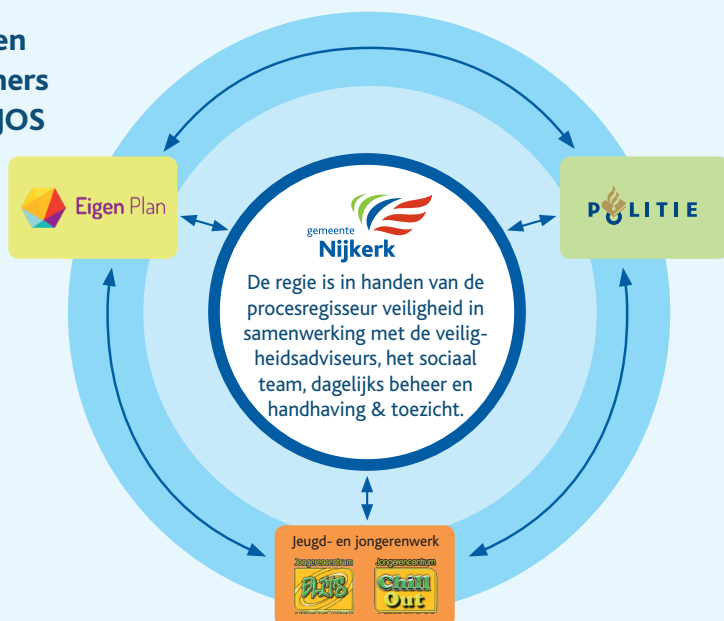 en
ners
JOS
Eigen Plan
POLITIE
gemeente
Nijkerk
De regie is in handen van de
procesregisseur veiligheid in
samenwerking met de veilig-
heidsadviseurs, het sociaal
team, dagelijks beheer en
handhaving & toezicht.
Jeugd- en jongerenwerk
Jongerencentrum
Jongerencentrum
Chill
Out